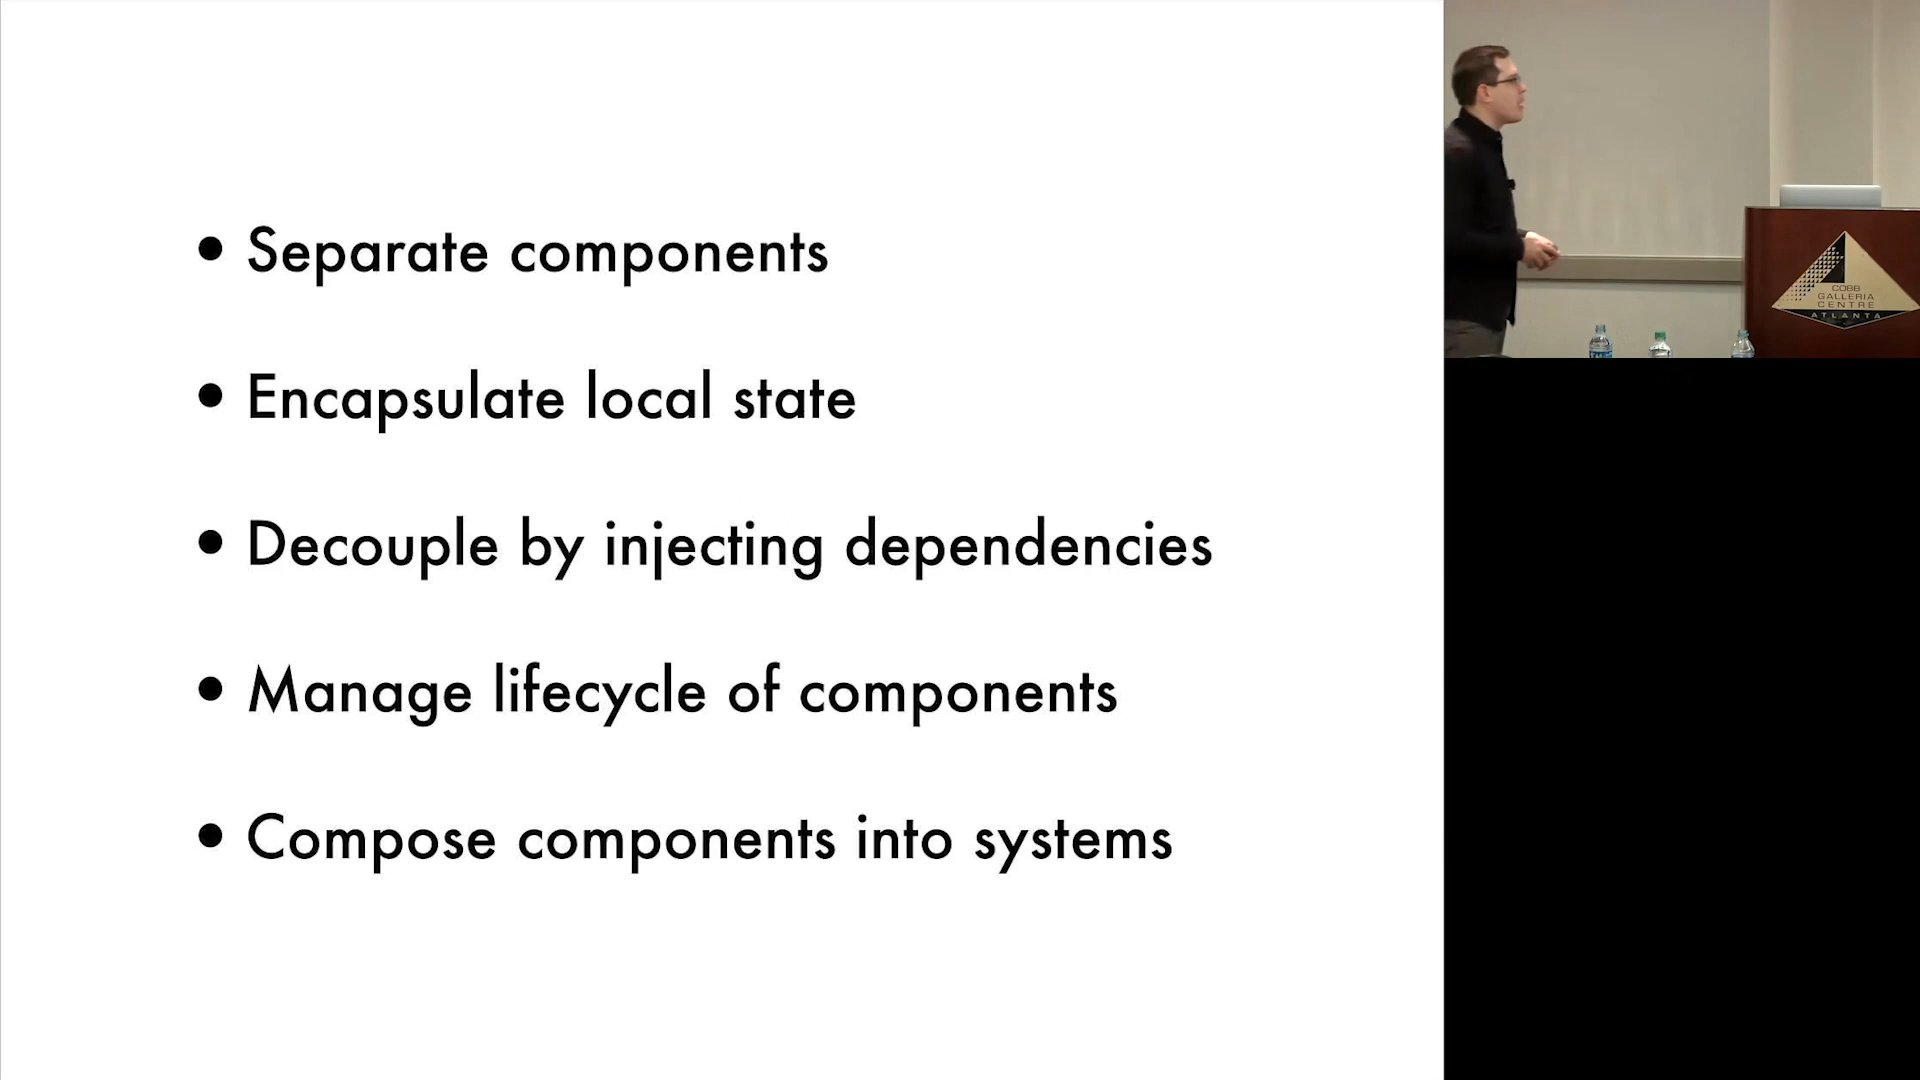 • Separate components
• Encapsulate local state
• Decouple by injecting dependencies
• Manage lifecycle of components
• Compose components into systems
COBB
GALLERIA
CENTRE
ATLANTA